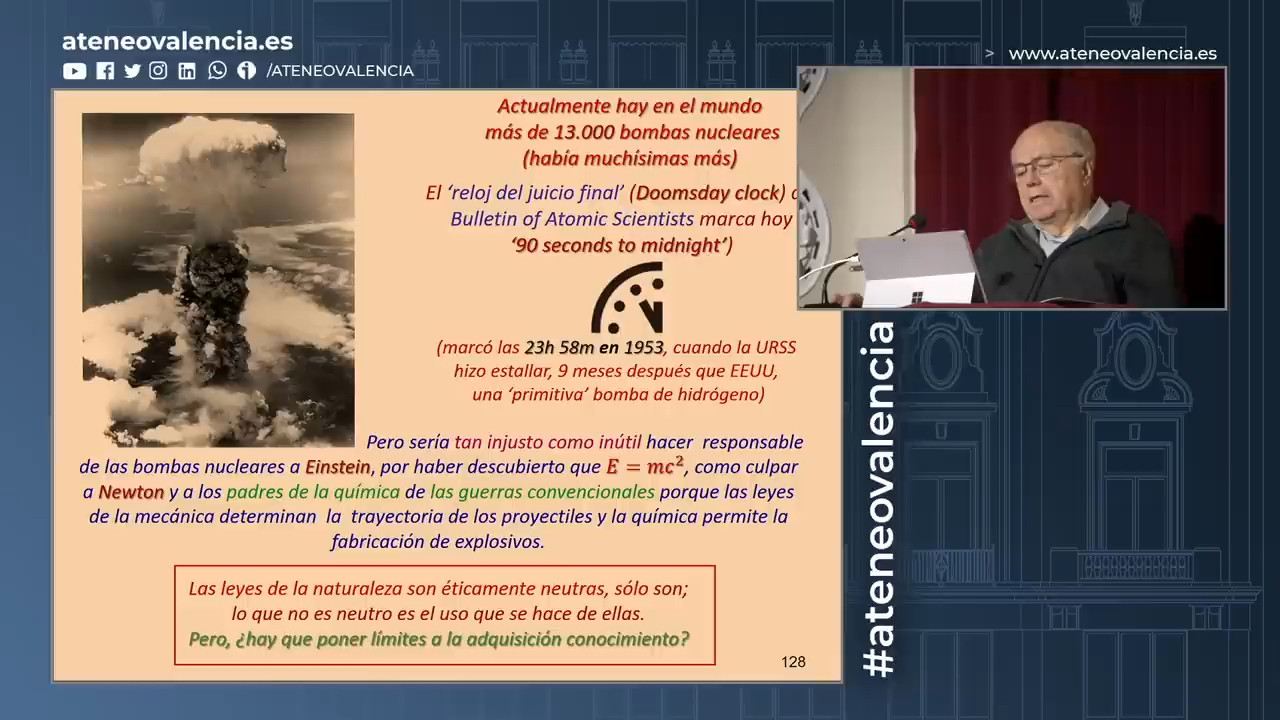 ateneovalencia.es
/ATENEOVALENCIA
> www.ateneovalencia.es
Actualmente hay en el mundo
más de 13.000 bombas nucleares
(había muchísimas más)
El ‘reloj del juicio final’ (Doomsday clock)
Bulletin of Atomic Scientists marca hoy
‘90 seconds to midnight’)
(marcó las 23h 58m en 1953, cuando la URSS
hizo estallar, 9 meses después que EEUU,
una ‘primitiva’ bomba de hidrógeno)
Pero sería tan injusto como inútil hacer responsable
de las bombas nucleares a Einstein, por haber descubierto que E = mc², como culpar
a Newton y a los padres de la química de las guerras convencionales porque las leyes
de la mecánica determinan la trayectoria de los proyectiles y la química permite la
fabricación de explosivos.
Las leyes de la naturaleza son éticamente neutras, sólo son;
lo que no es neutro es el uso que se hace de ellas.
Pero, ¿hay que poner límites a la adquisición conocimiento?
128
#ateneovalencia